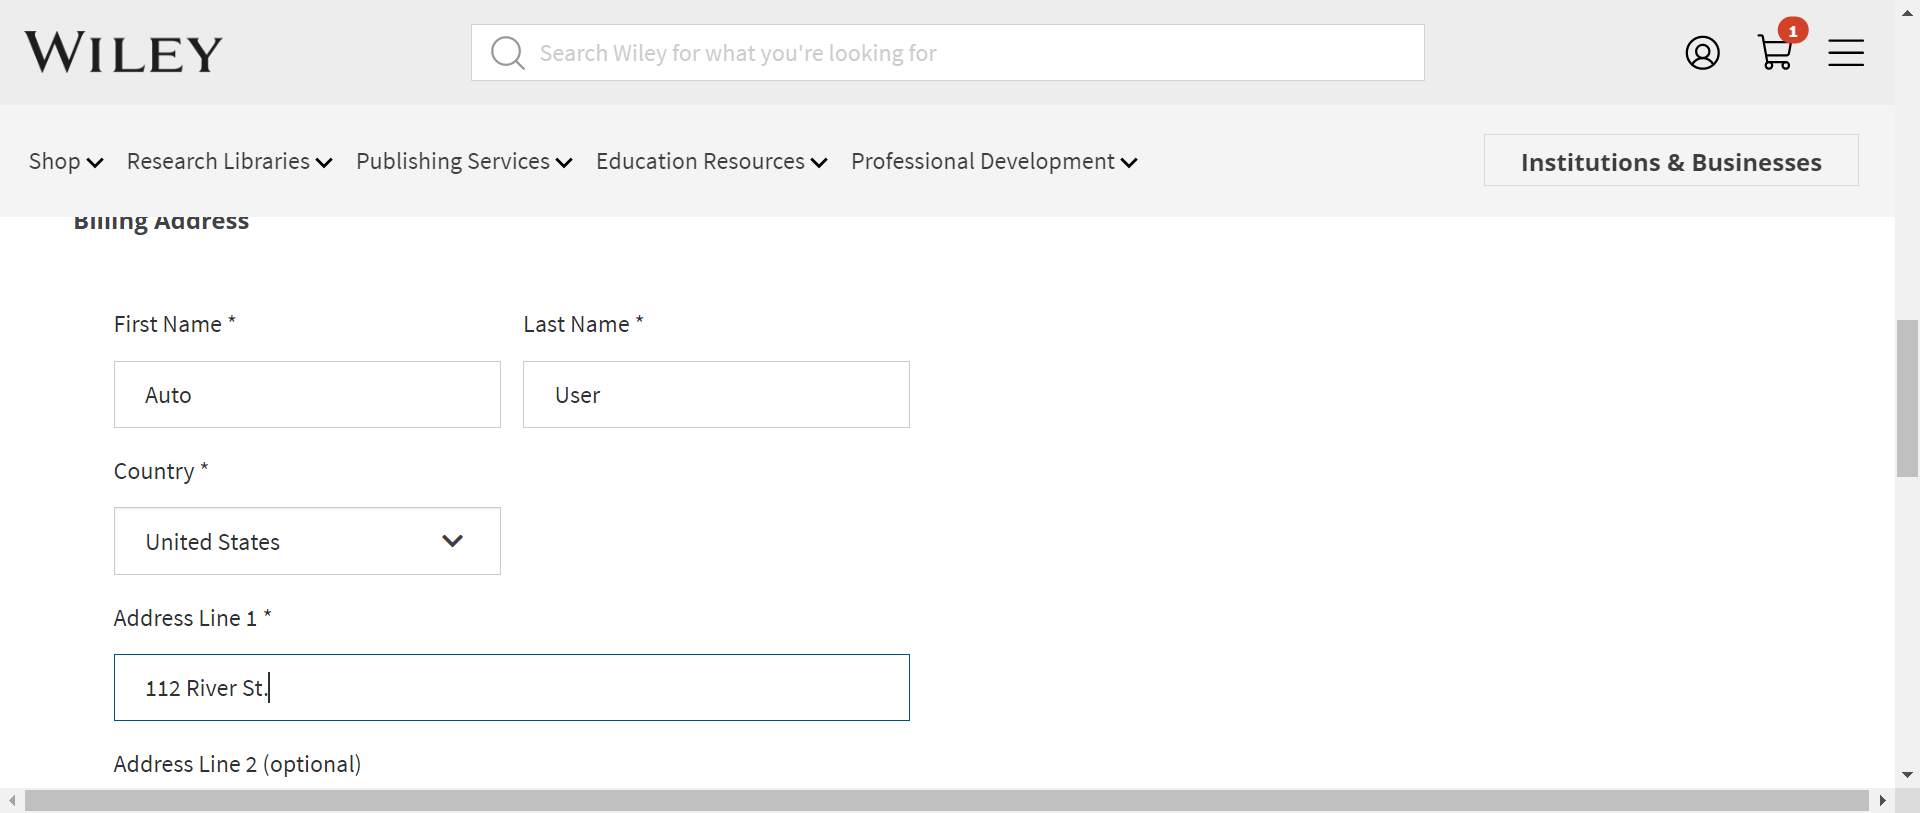 WILEY
Search Wiley for what you're looking for
1
Shop
Research Libraries
Publishing Services
Education Resources
Professional Development
Institutions & Businesses
Billing Address
First Name *
Last Name *
Auto
User
Country *
United States
Address Line 1 *
112 River St.
Address Line 2 (optional)